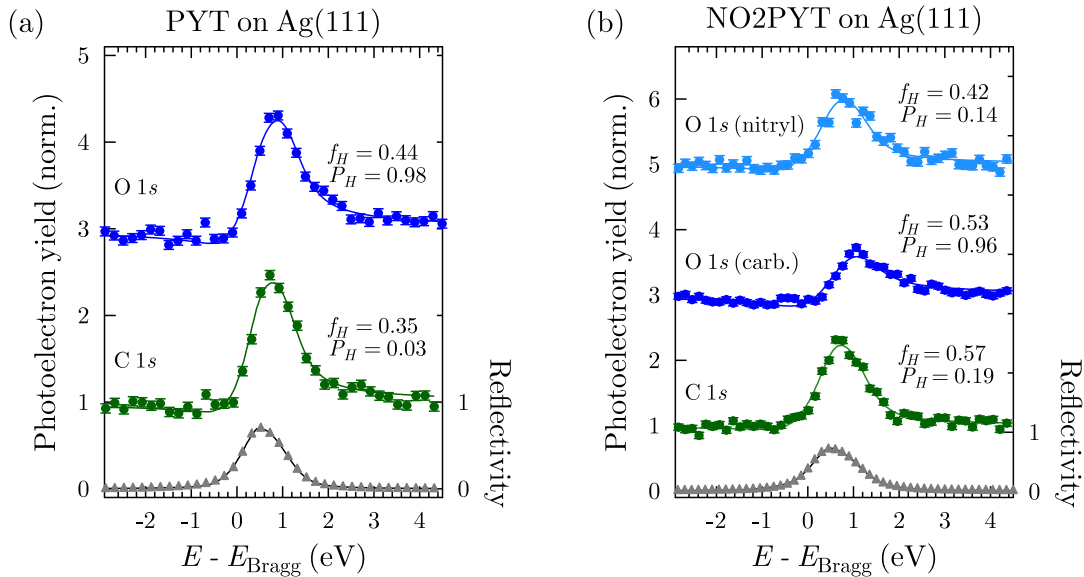 (a)
PYT on Ag(111)
5
4
3
2
1
0
Photoelectron yield (norm.)
O 1s
f_H = 0.44
P_H = 0.98
C 1s
f_H = 0.35
P_H = 0.03
1
0
Reflectivity
-2 -1 0 1 2 3 4
E - E_Bragg (eV)
(b)
NO2PYT on Ag(111)
6
5
4
3
2
1
0
Photoelectron yield (norm.)
O 1s (nitryl)
f_H = 0.42
P_H = 0.14
O 1s (carb.)
f_H = 0.53
P_H = 0.96
C 1s
f_H = 0.57
P_H = 0.19
1
0
Reflectivity
-2 -1 0 1 2 3 4
E - E_Bragg (eV)